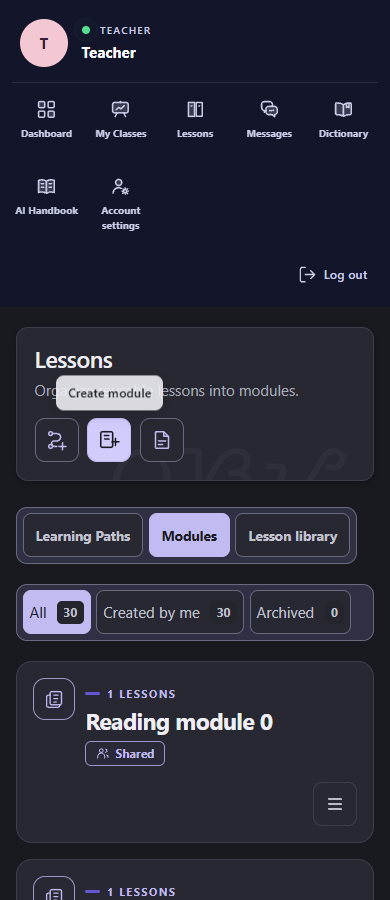 T
TEACHER
Teacher
Dashboard
My Classes
Lessons
Messages
Dictionary
AI Handbook
Account
settings
Log out
Lessons
lessons into modules.
Create module
Learning Paths
Modules
Lesson library
All 30
Created by me 30
Archived 0
1 LESSONS
Reading module 0
Shared
1 LESSONS